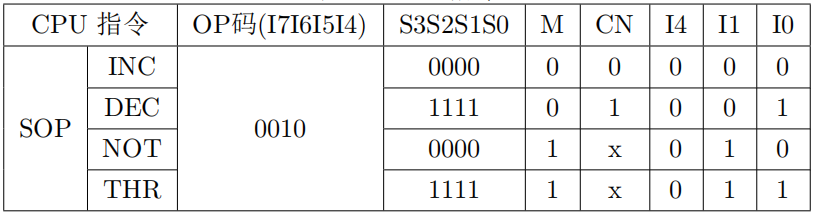 CPU 指令 OP码(I7I6I5I4) S3S2S1S0 M CN I4 I1 I0
SOP INC 0010 0000 0 0 0 0 0
DEC 1111 0 1 0 0 1
NOT 0000 1 x 0 1 0
THR 1111 1 x 0 1 1